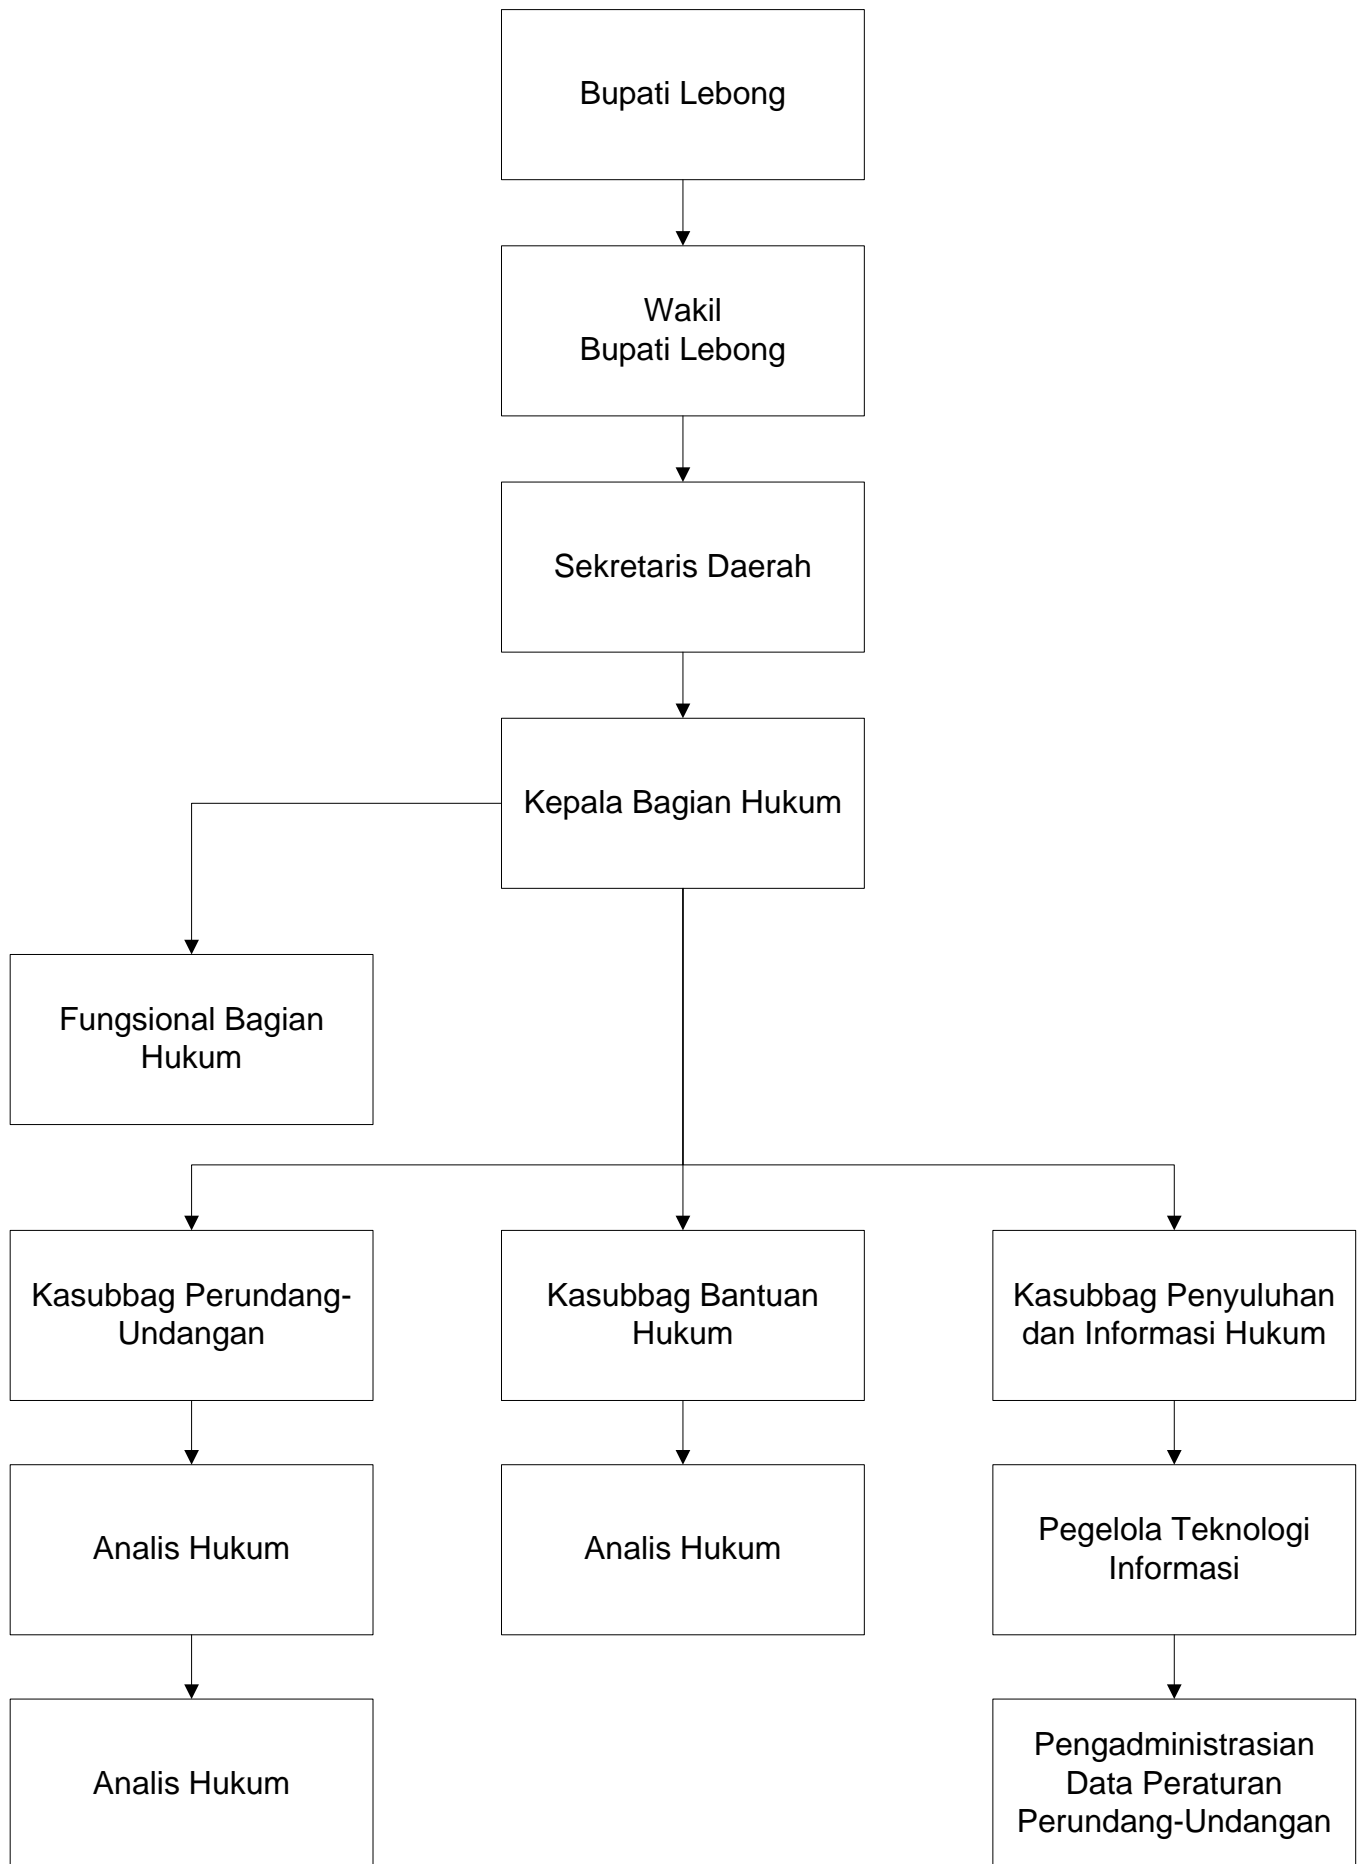 Bupati Lebong
Wakil
Bupati Lebong
Sekretaris Daerah
Kepala Bagian Hukum
Fungsional Bagian
Hukum
Kasubbag Perundang-
Undangan
Kasubbag Bantuan
Hukum
Kasubbag Penyuluhan
dan Informasi Hukum
Analis Hukum
Analis Hukum
Pegelola Teknologi
Informasi
Analis Hukum
Pengadministrasian
Data Peraturan
Perundang-Undangan